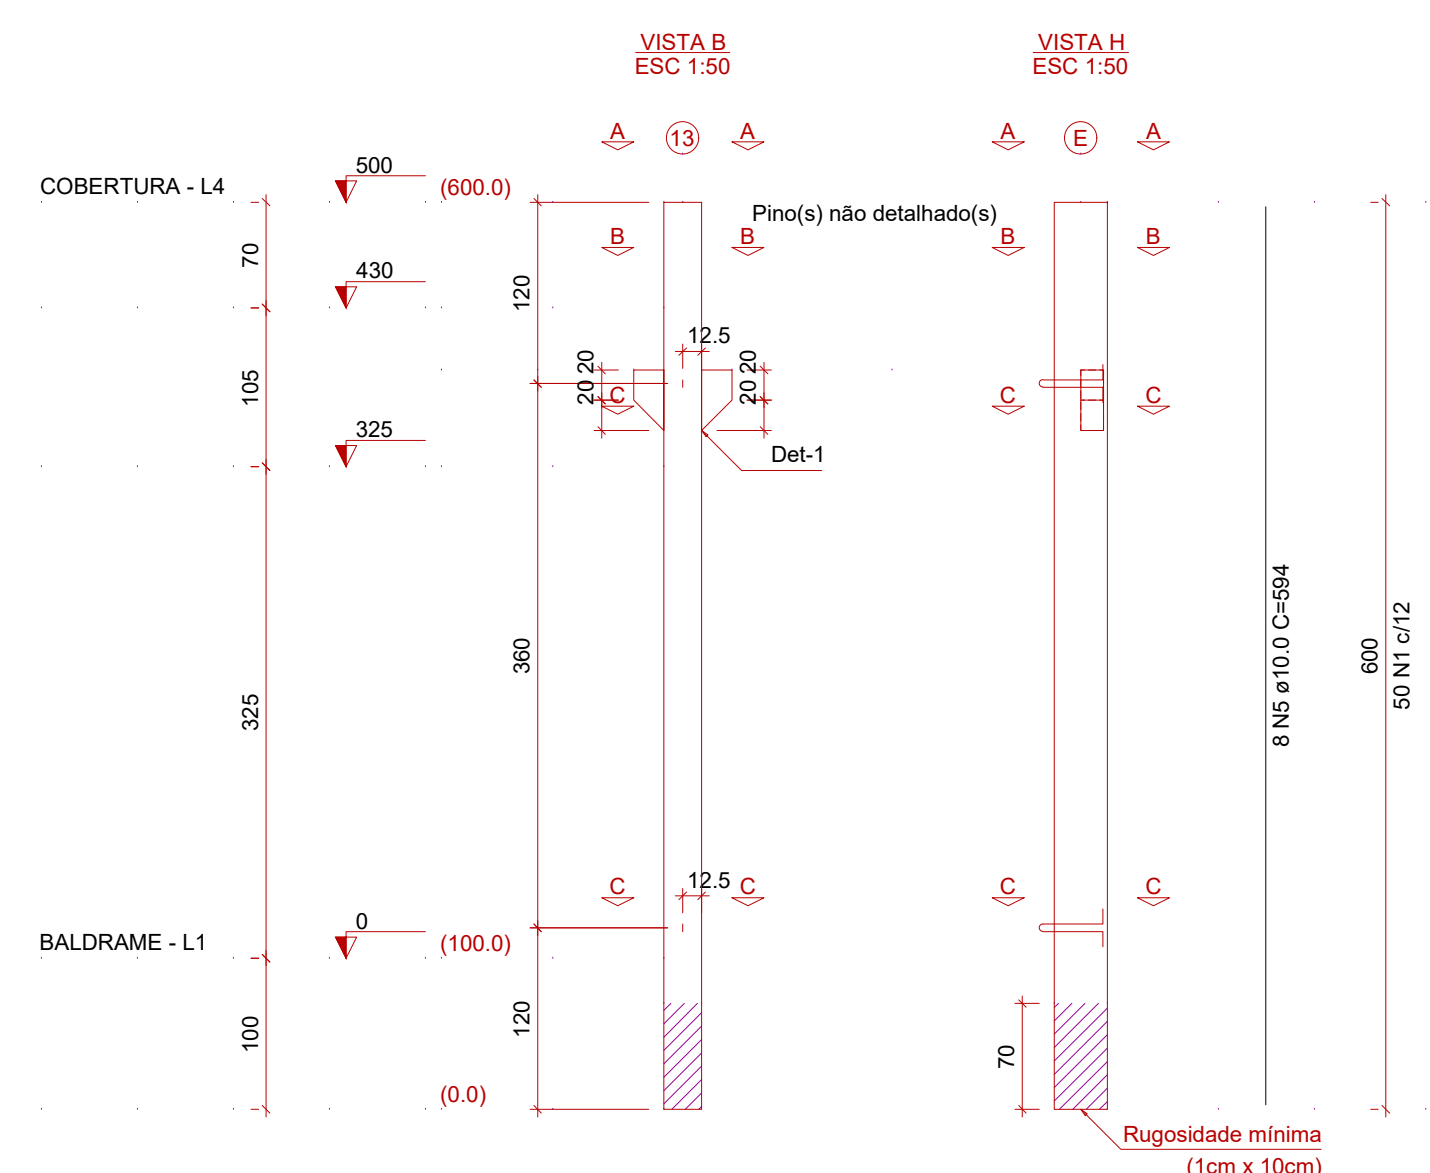 VISTA B
ESC 1:50
VISTA H
ESC 1:50
A
13
A
A
E
A
COBERTURA - L4
500
(600.0)
Pino(s) não detalhado(s)
B
B
B
B
70
430
120
12.5
20
20
20
20
105
C
C
C
325
Det-1
8 N5 ø10.0 C=594
600
50 N1 c/12
360
325
12.5
C
C
C
C
BALDRAME - L1
0
(100.0)
120
100
70
(0.0)
Rugosidade mínima
(1cm x 10cm)